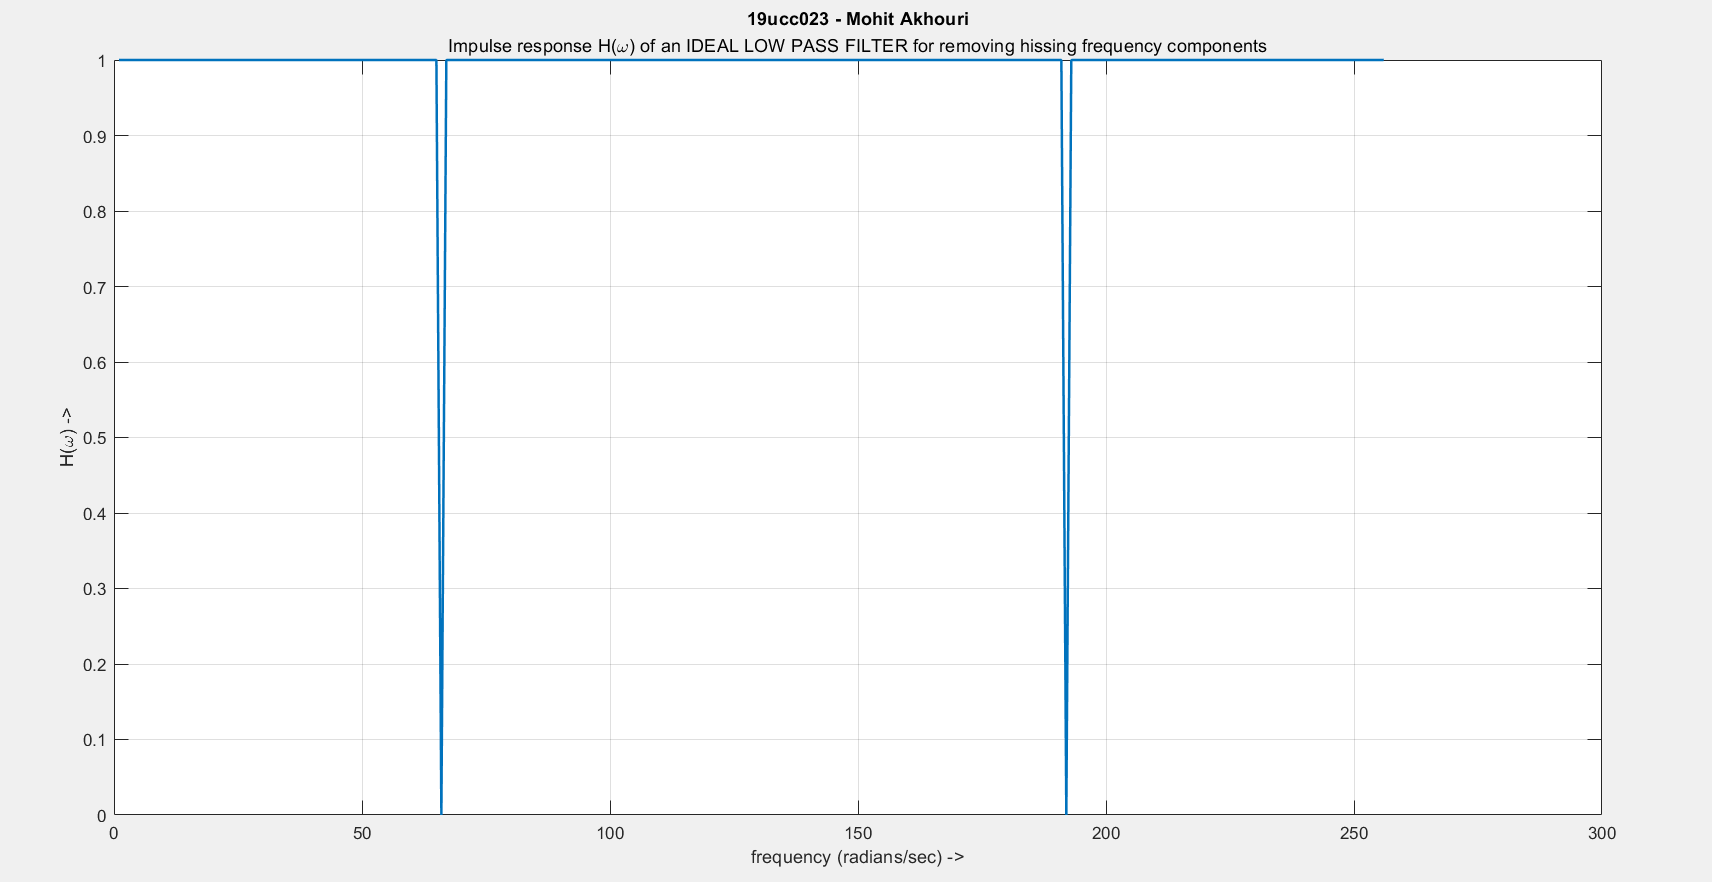 19ucc023 - Mohit Akhouri
Impulse response H(ω) of an IDEAL LOW PASS FILTER for removing hissing frequency components
1
0.9
0.8
0.7
0.6
0.5
0.4
0.3
0.2
0.1
0
H(ω) ->
0 50 100 150 200 250 300
frequency (radians/sec) ->